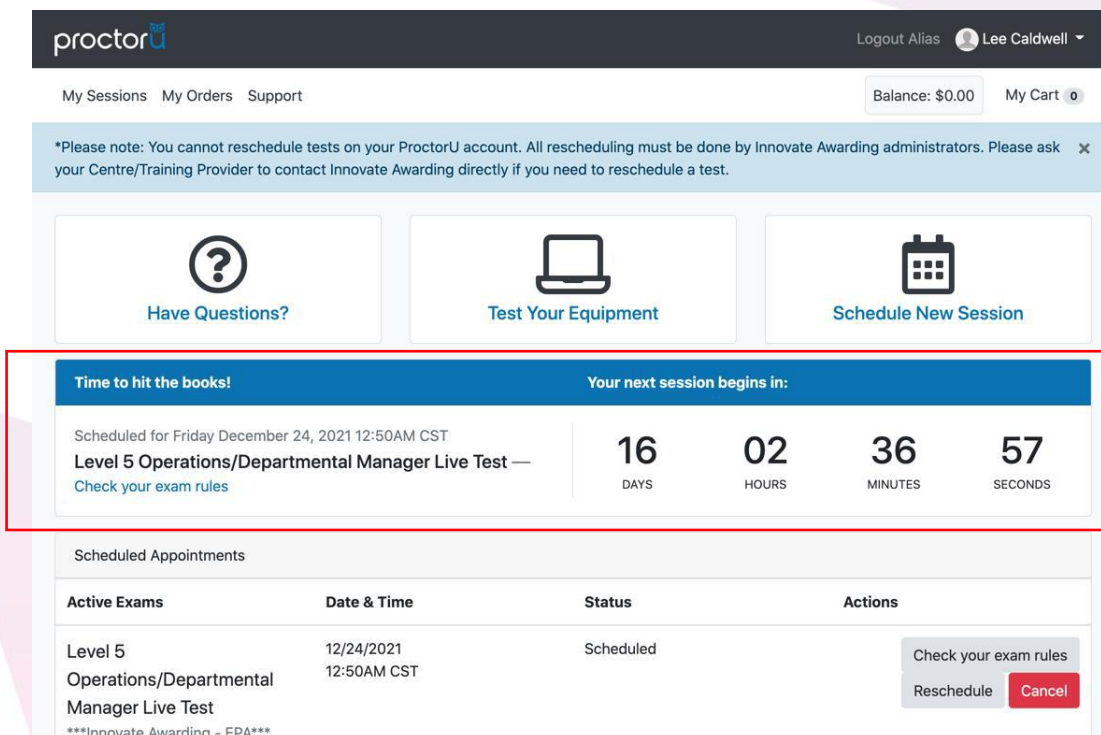 proctorü
Logout Alias Lee Caldwell
My Sessions My Orders Support Balance: $0.00 My Cart 0
*Please note: You cannot reschedule tests on your ProctorU account. All rescheduling must be done by Innovate Awarding administrators. Please ask
your Centre/Training Provider to contact Innovate Awarding directly if you need to reschedule a test.
Have Questions?
Test Your Equipment
Schedule New Session
Time to hit the books! Your next session begins in:
Scheduled for Friday December 24, 2021 12:50AM CST
Level 5 Operations/Departmental Manager Live Test —
Check your exam rules
16 02 36 57
DAYS HOURS MINUTES SECONDS
Scheduled Appointments
Active Exams Date & Time Status Actions
Level 5
Operations/Departmental
Manager Live Test
***Innovate Awarding - EPA***
12/24/2021
12:50AM CST
Scheduled
Check your exam rules
Reschedule Cancel